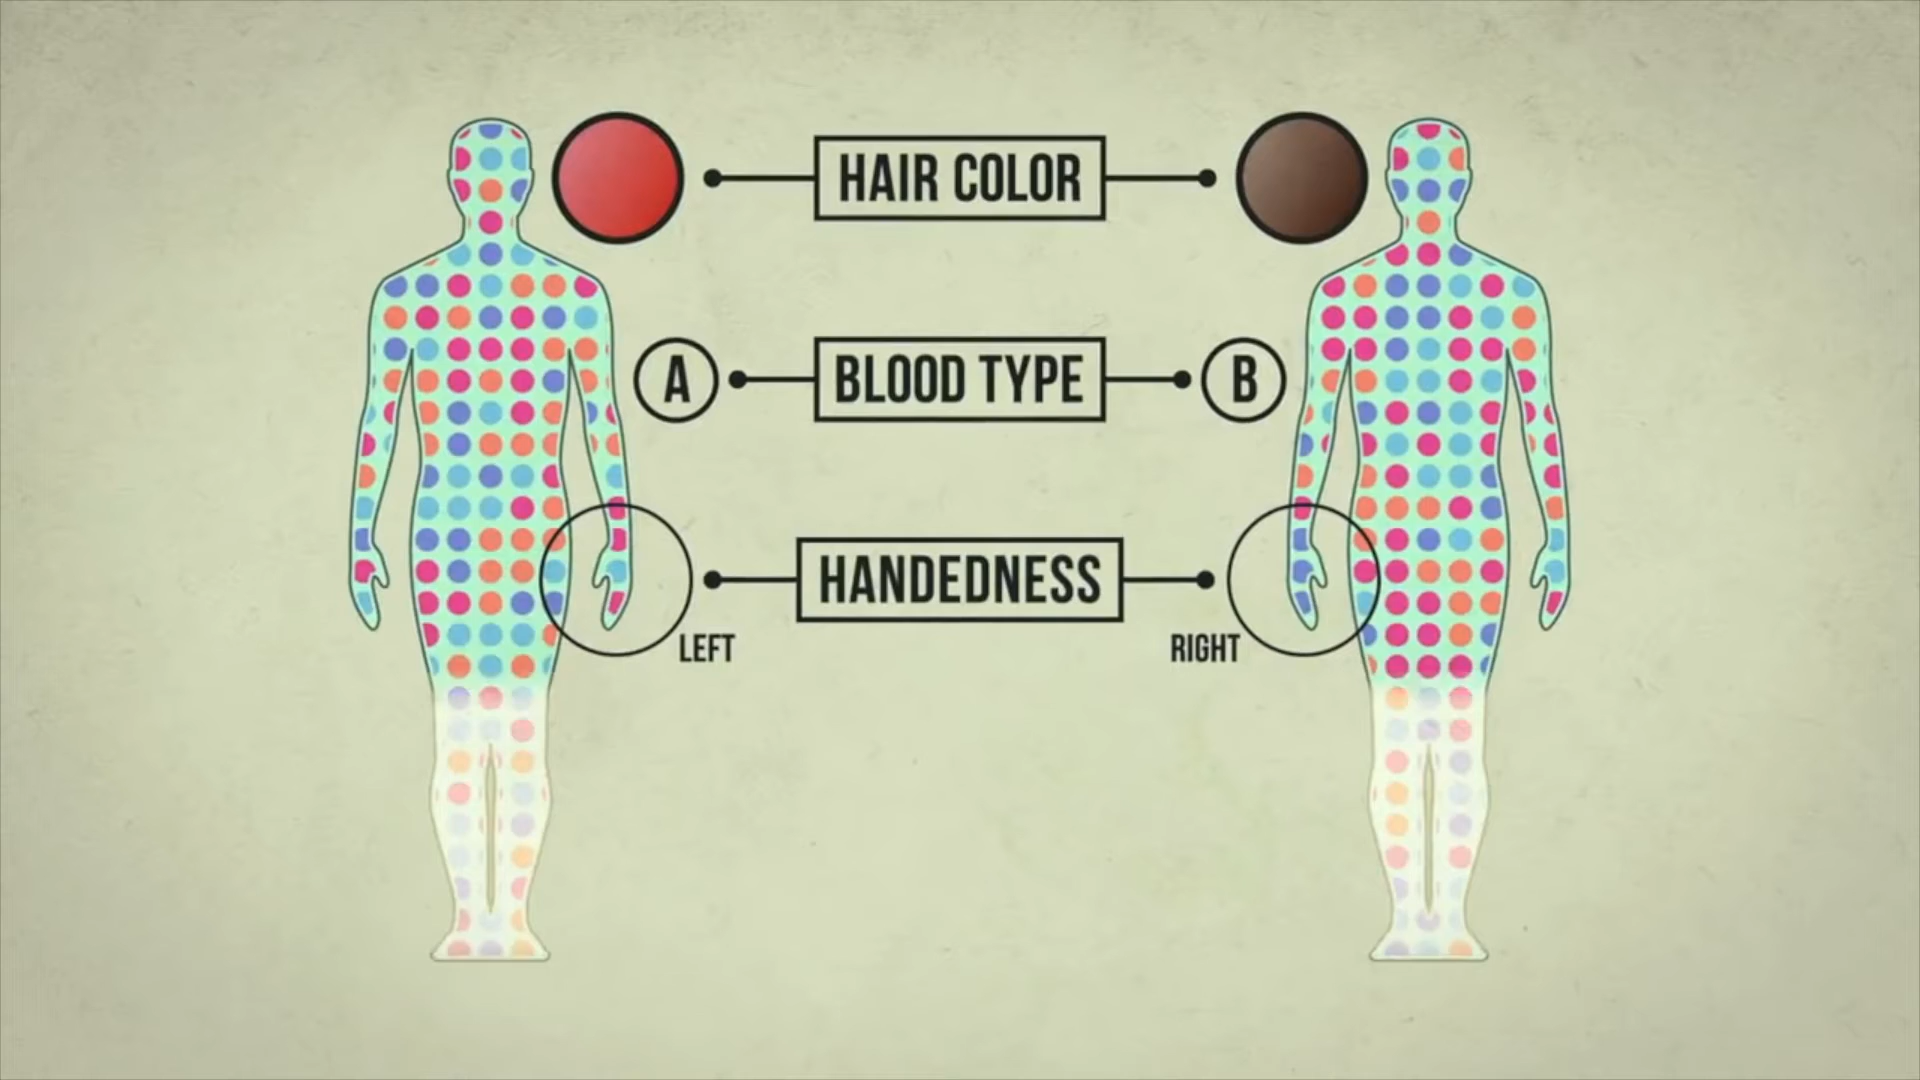 HAIR COLOR
A
BLOOD TYPE
B
HANDEDNESS
LEFT
RIGHT